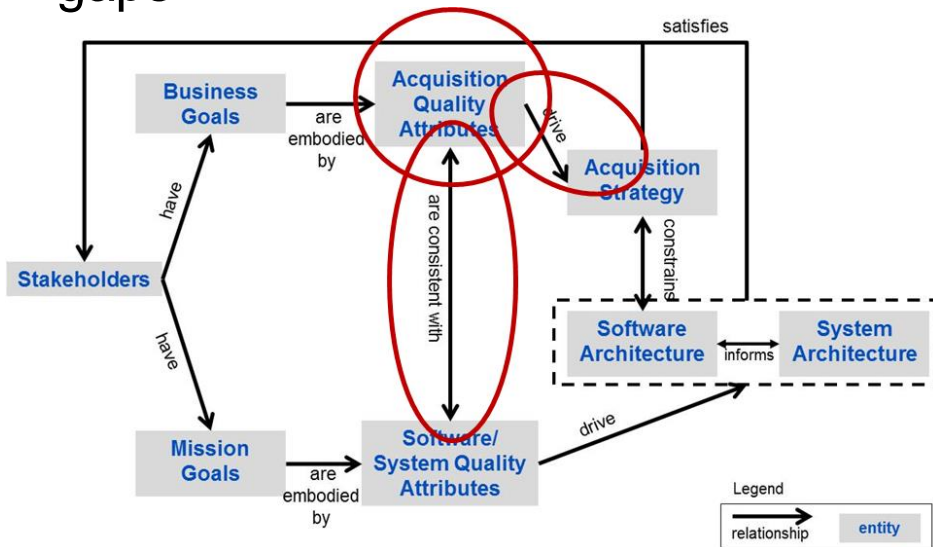 satisfies
Business
Goals
are
embodied
by
Acquisition
Quality
Attributes
drive
Acquisition
Strategy
have
are consistent with
constrains
Stakeholders
have
Software
Architecture
informs
System
Architecture
Mission
Goals
are
embodied
by
Software/
System Quality
Attributes
drive
Legend
relationship
entity